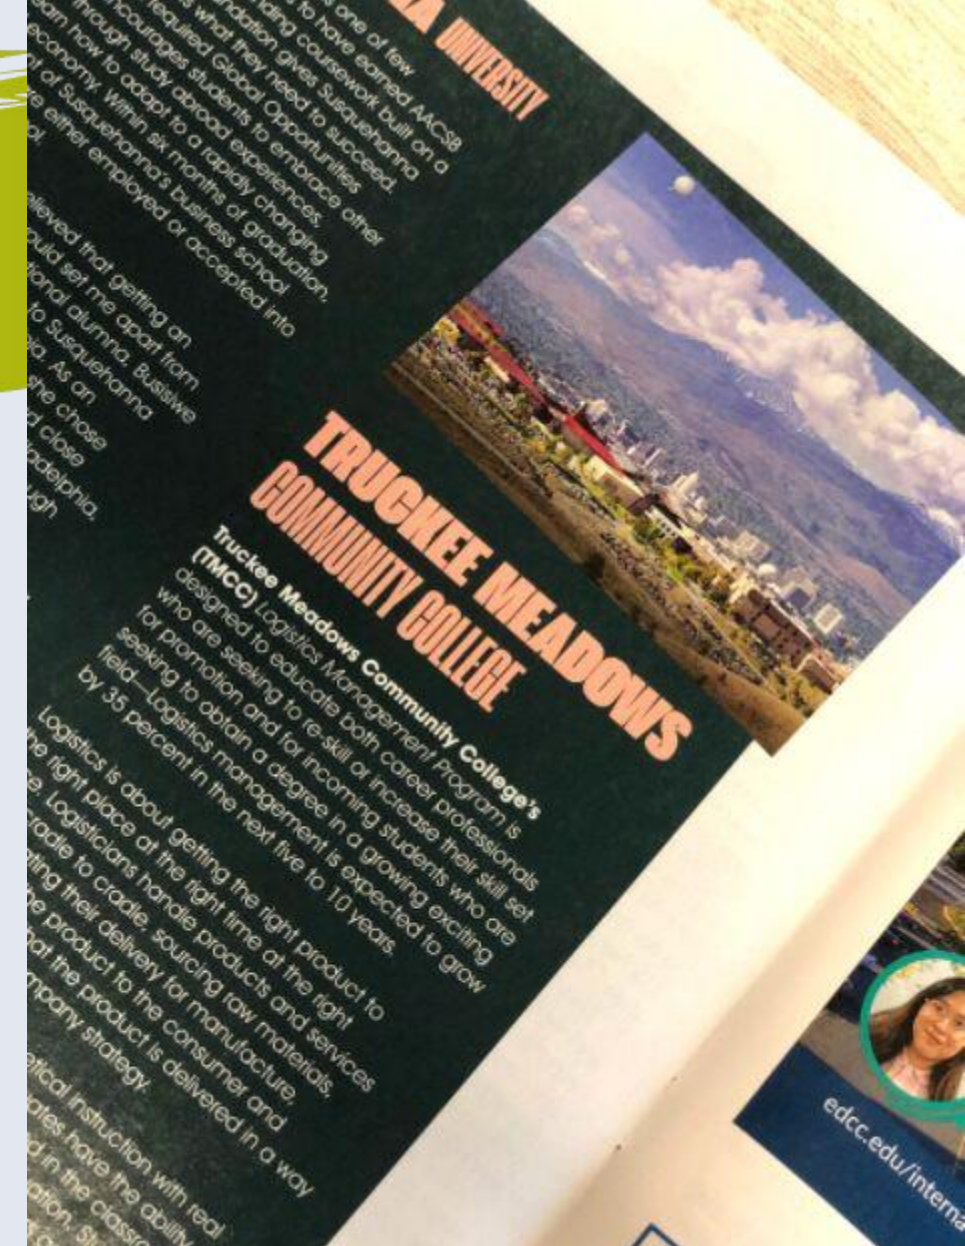 NA UNIVERSITY
is one of few
to have earned AACSB
coursework built on a
gives Susquehanna
what they need to succeed.
required Global Opportunities
encourages students to embrace other
through study abroad experiences,
how to adapt to a rapidly changing
economy. Within six months of graduation,
of Susquehanna's business school
either employed or accepted into
that getting an
set me apart from
alumna. Busisiwe
to Susquehanna
As an
she chose
close
TRUCKEE MEADOWS
COMMUNITY COLLEGE
Truckee Meadows Community College's
(TMCC) Logistics Management Program is
designed to educate both career professionals
who are seeking to re-skill or increase their skill set
for promotion and for incoming students who are
seeking to obtain a degree in a growing exciting
field—Logistics management is expected to grow
by 35 percent in the next five to 10 years.
Logistics is about getting the right product to
right place at the right time at the right
Logisticians handle products and services
to cradle, sourcing raw materials,
their delivery for manufacture,
product to the consumer and
that the product is delivered in a way
strategy.
instruction with real
have the ability
in the
edcc.edu/interna